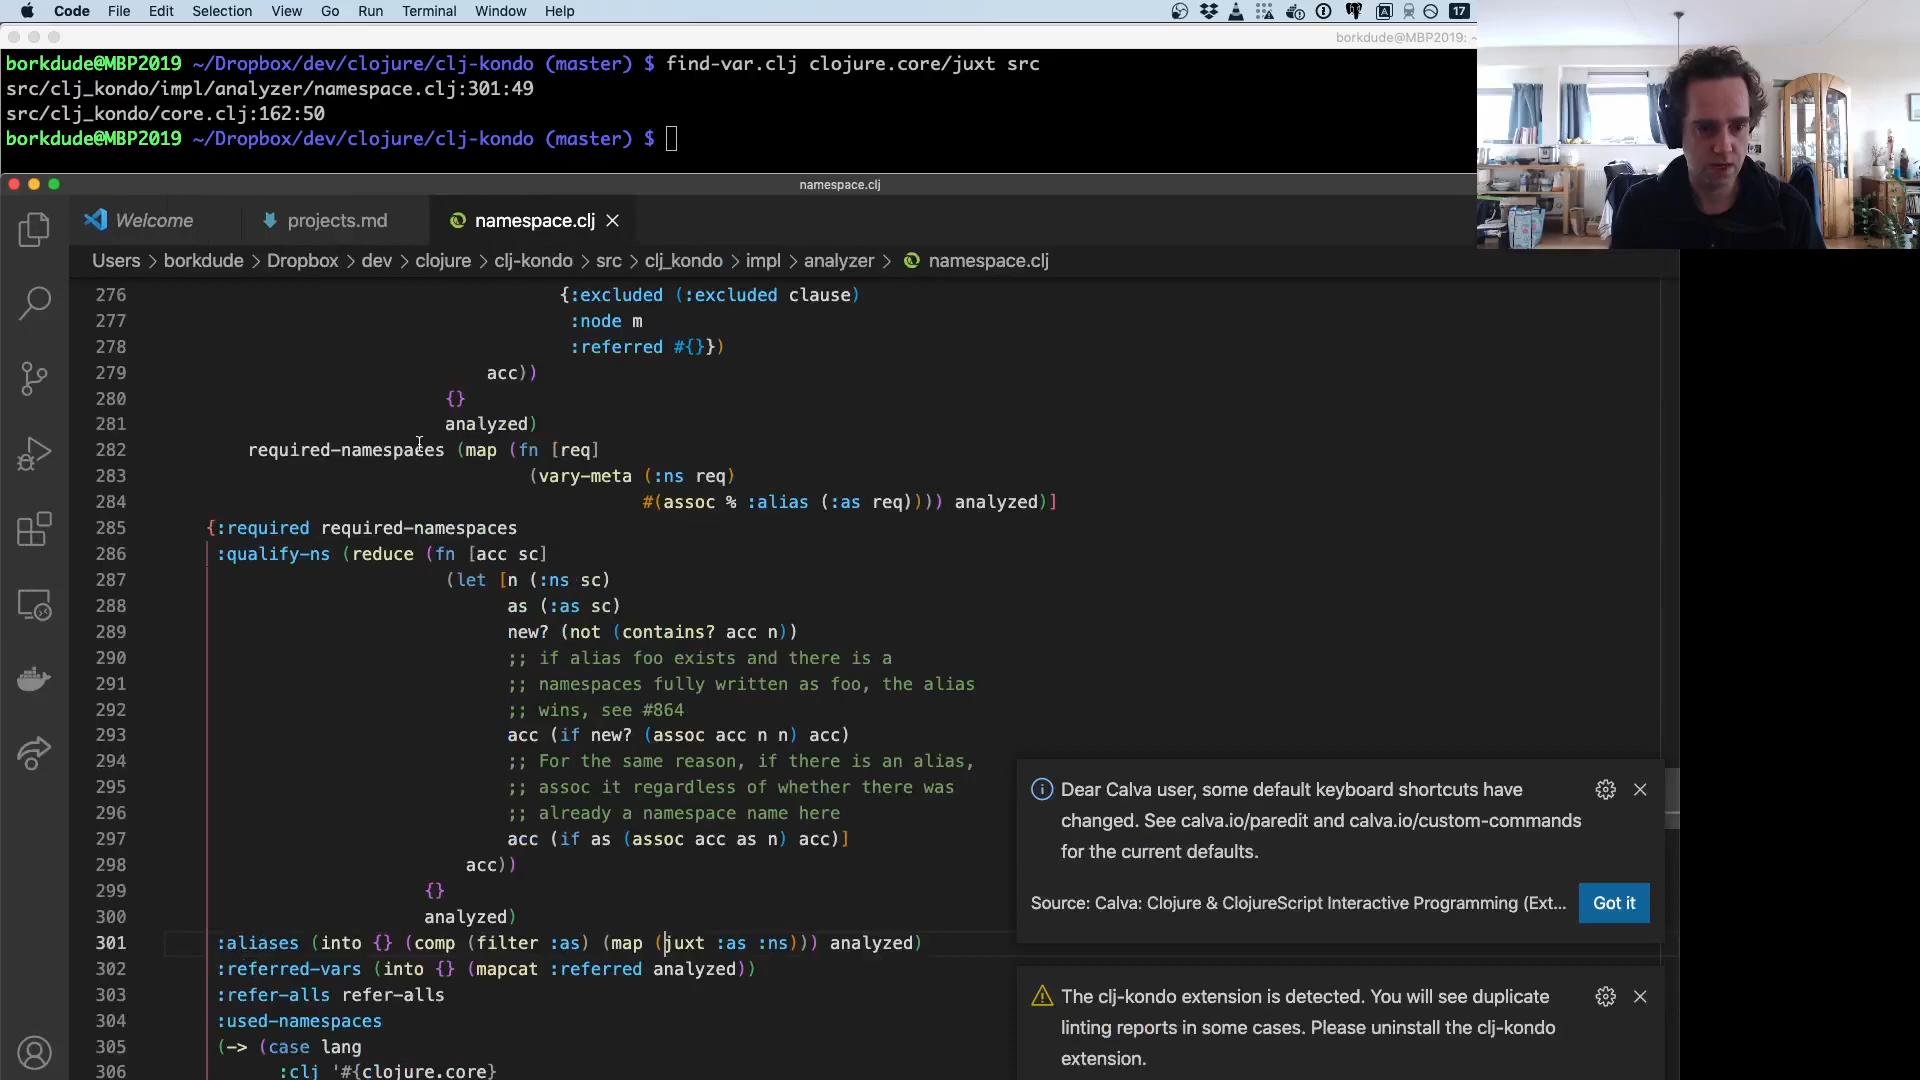 Code File Edit Selection View Go Run Terminal Window Help 17
borkdude@MBP2019: ~
borkdude@MBP2019 ~/Dropbox/dev/clojure/clj-kondo (master) $ find-var.clj clojure.core/juxt src
src/clj_kondo/impl/analyzer/namespace.clj:301:49
src/clj_kondo/core.clj:162:50
borkdude@MBP2019 ~/Dropbox/dev/clojure/clj-kondo (master) $
namespace.clj
Welcome projects.md namespace.clj
Users > borkdude > Dropbox > dev > clojure > clj-kondo > src > clj_kondo > impl > analyzer > namespace.clj
276 {:excluded (:excluded clause)
277 :node m
278 :referred #{}})
279 acc))
280 {}
281 analyzed)
282 required-namespaces (map (fn [req]
283 (vary-meta (:ns req)
284 #(assoc % :alias (:as req)))) analyzed)]
285 {:required required-namespaces
286 :qualify-ns (reduce (fn [acc sc]
287 (let [n (:ns sc)
288 as (:as sc)
289 new? (not (contains? acc n))
290 ;; if alias foo exists and there is a
291 ;; namespaces fully written as foo, the alias
292 ;; wins, see #864
293 acc (if new? (assoc acc n n) acc)
294 ;; For the same reason, if there is an alias,
295 ;; assoc it regardless of whether there was
296 ;; already a namespace name here
297 acc (if as (assoc acc as n) acc)]
298 acc))
299 {}
300 analyzed)
301 :aliases (into {} (comp (filter :as) (map (juxt :as :ns))) analyzed)
302 :referred-vars (into {} (mapcat :referred analyzed))
303 :refer-alls refer-alls
304 :used-namespaces
305 (-> (case lang
306 :clj '#{clojure.core}
Dear Calva user, some default keyboard shortcuts have
changed. See calva.io/paredit and calva.io/custom-commands
for the current defaults.
Source: Calva: Clojure & ClojureScript Interactive Programming (Ext...
Got it
The clj-kondo extension is detected. You will see duplicate
linting reports in some cases. Please uninstall the clj-kondo
extension.